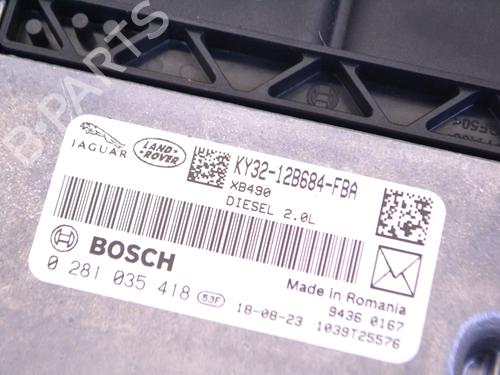 JAGUAR
LAND-
ROVER
KY32-12B684-FBA
XB490
DIESEL 2.0L
BOSCH
0 281 035 418 53F
18-08-23
Made in Romania
9436 0167
1039T25576